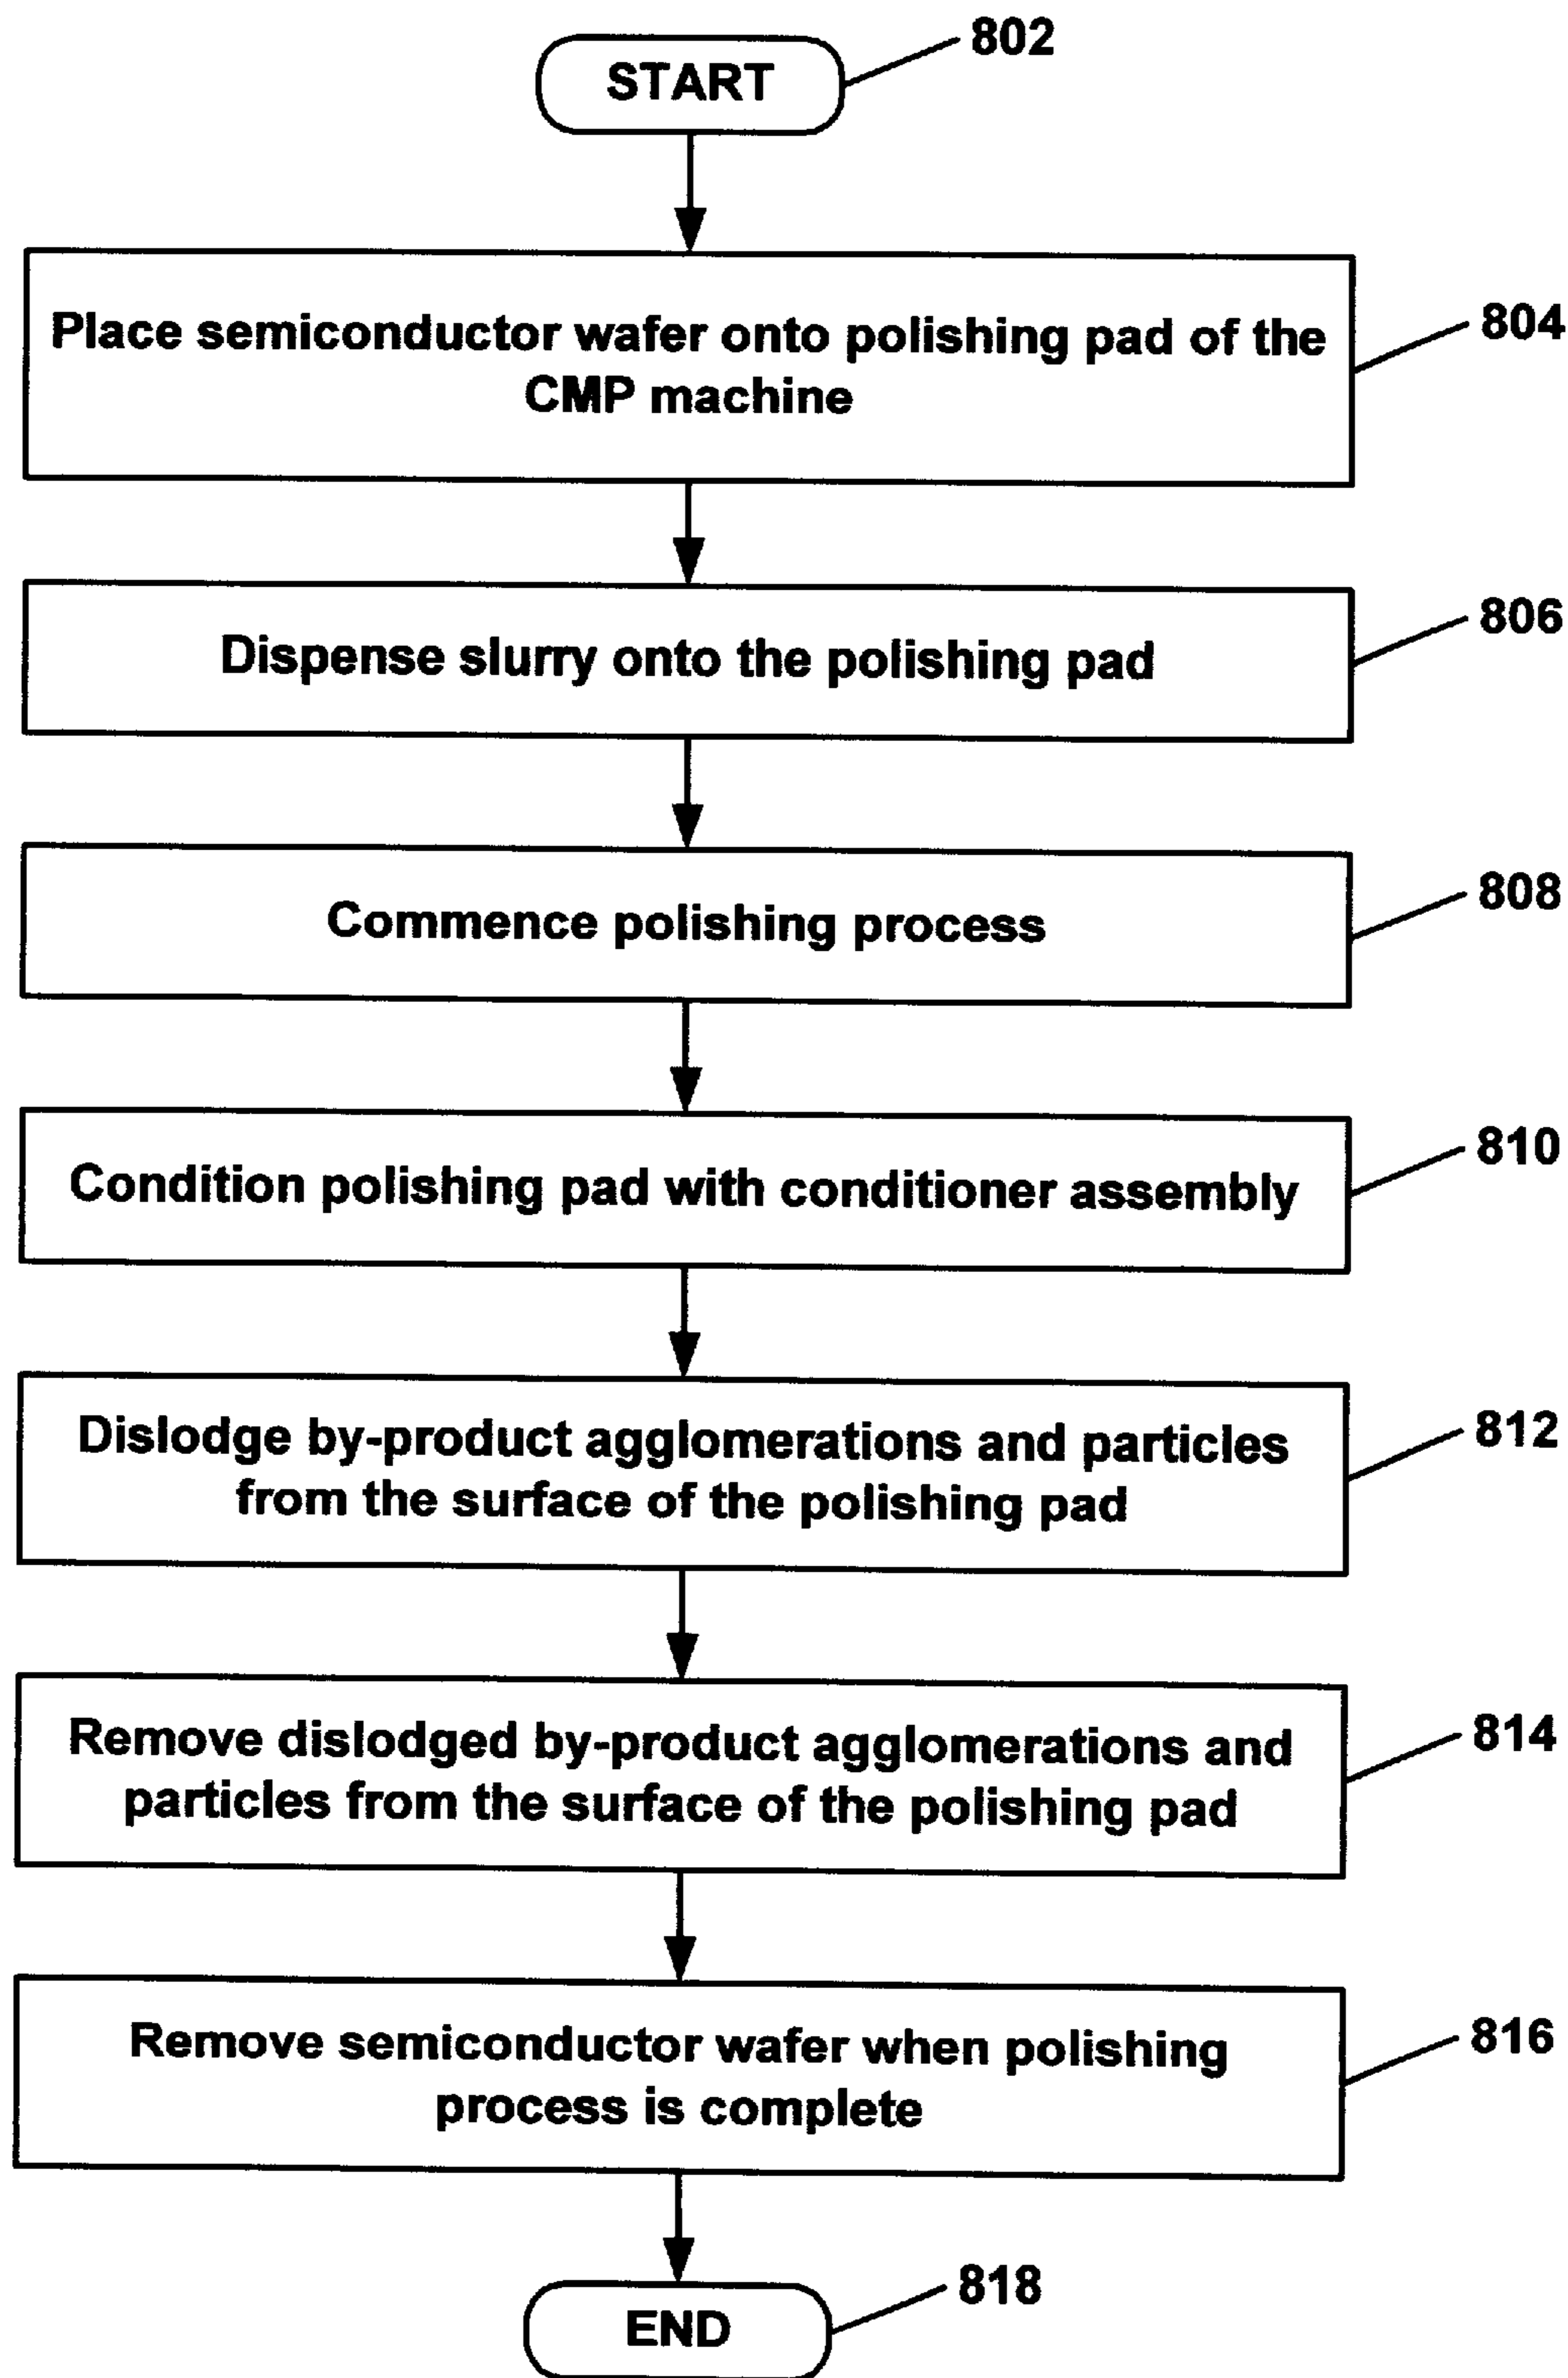 START
802
Place semiconductor wafer onto polishing pad of the
CMP machine
804
Dispense slurry onto the polishing pad
806
Commence polishing process
808
Condition polishing pad with conditioner assembly
810
Dislodge by-product agglomerations and particles
from the surface of the polishing pad
812
Remove dislodged by-product agglomerations and
particles from the surface of the polishing pad
814
Remove semiconductor wafer when polishing
process is complete
816
END
818